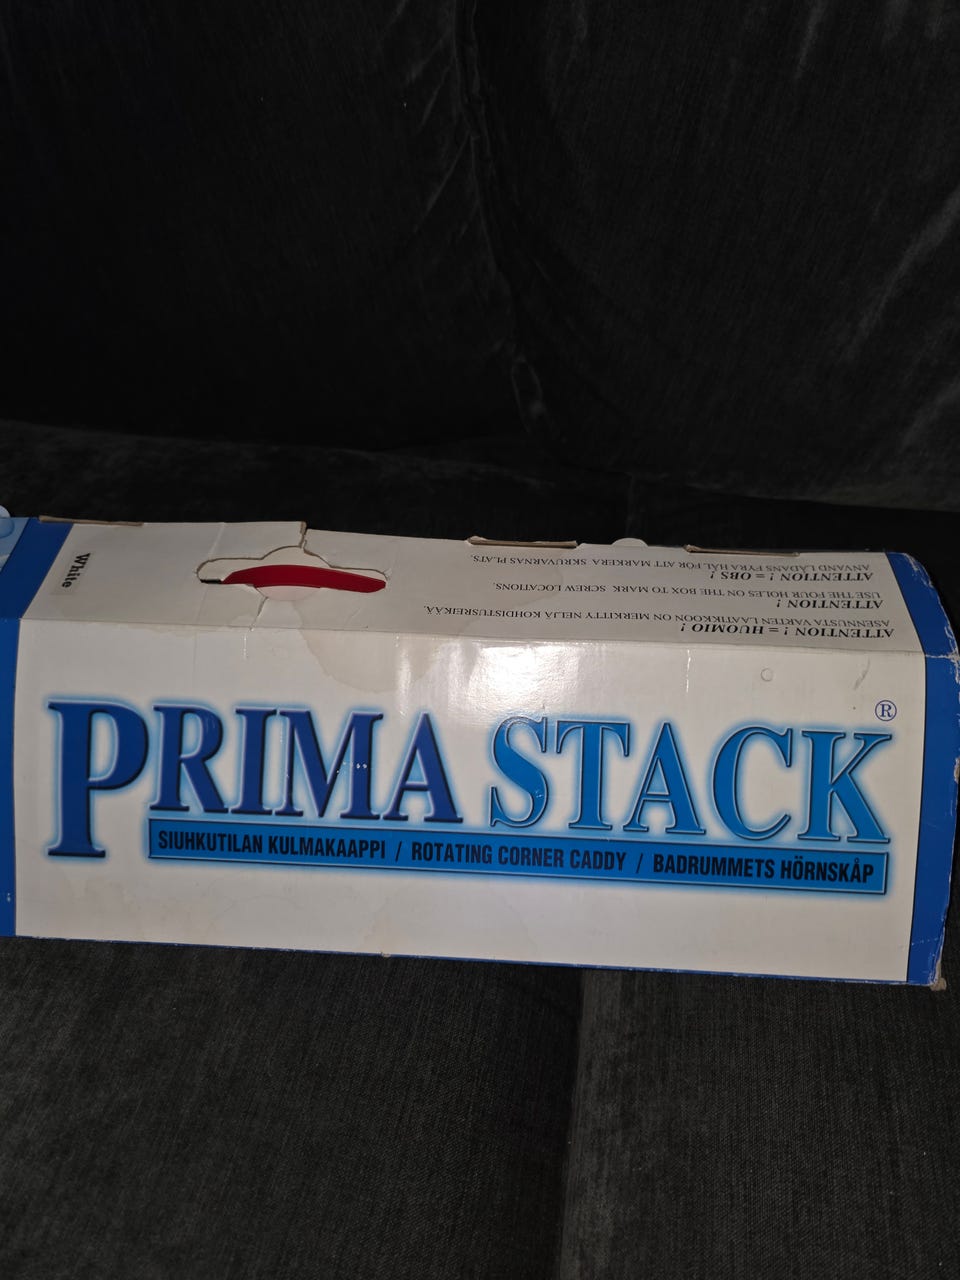 White
ATTENTION ! = HUOMIO !
ASENNUSTA VARTEN LAATIKKOON ON MERKITTY NELJÄ KOHDISTUSREIKÄÄ.
ATTENTION !
USE THE FOUR HOLES ON THE BOX TO MARK SCREW LOCATIONS.
ATTENTION ! = OBS !
ANVÄND LÅDANS FYRA HÅL FÖR ATT MARKERA SKRUVARNAS PLATS.
PRIMA STACK ®
SIUHKUTILAN KULMAKAAPPI / ROTATING CORNER CADDY / BADRUMMETS HÖRNSKÅP